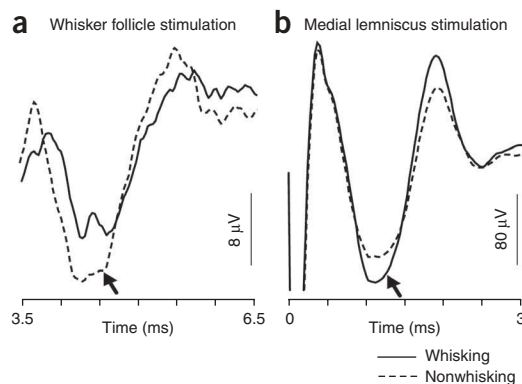 a Whisker follicle stimulation
8 µV
3.5 6.5
Time (ms)
b Medial lemniscus stimulation
80 µV
0 3
Time (ms)
Whisking
Nonwhisking